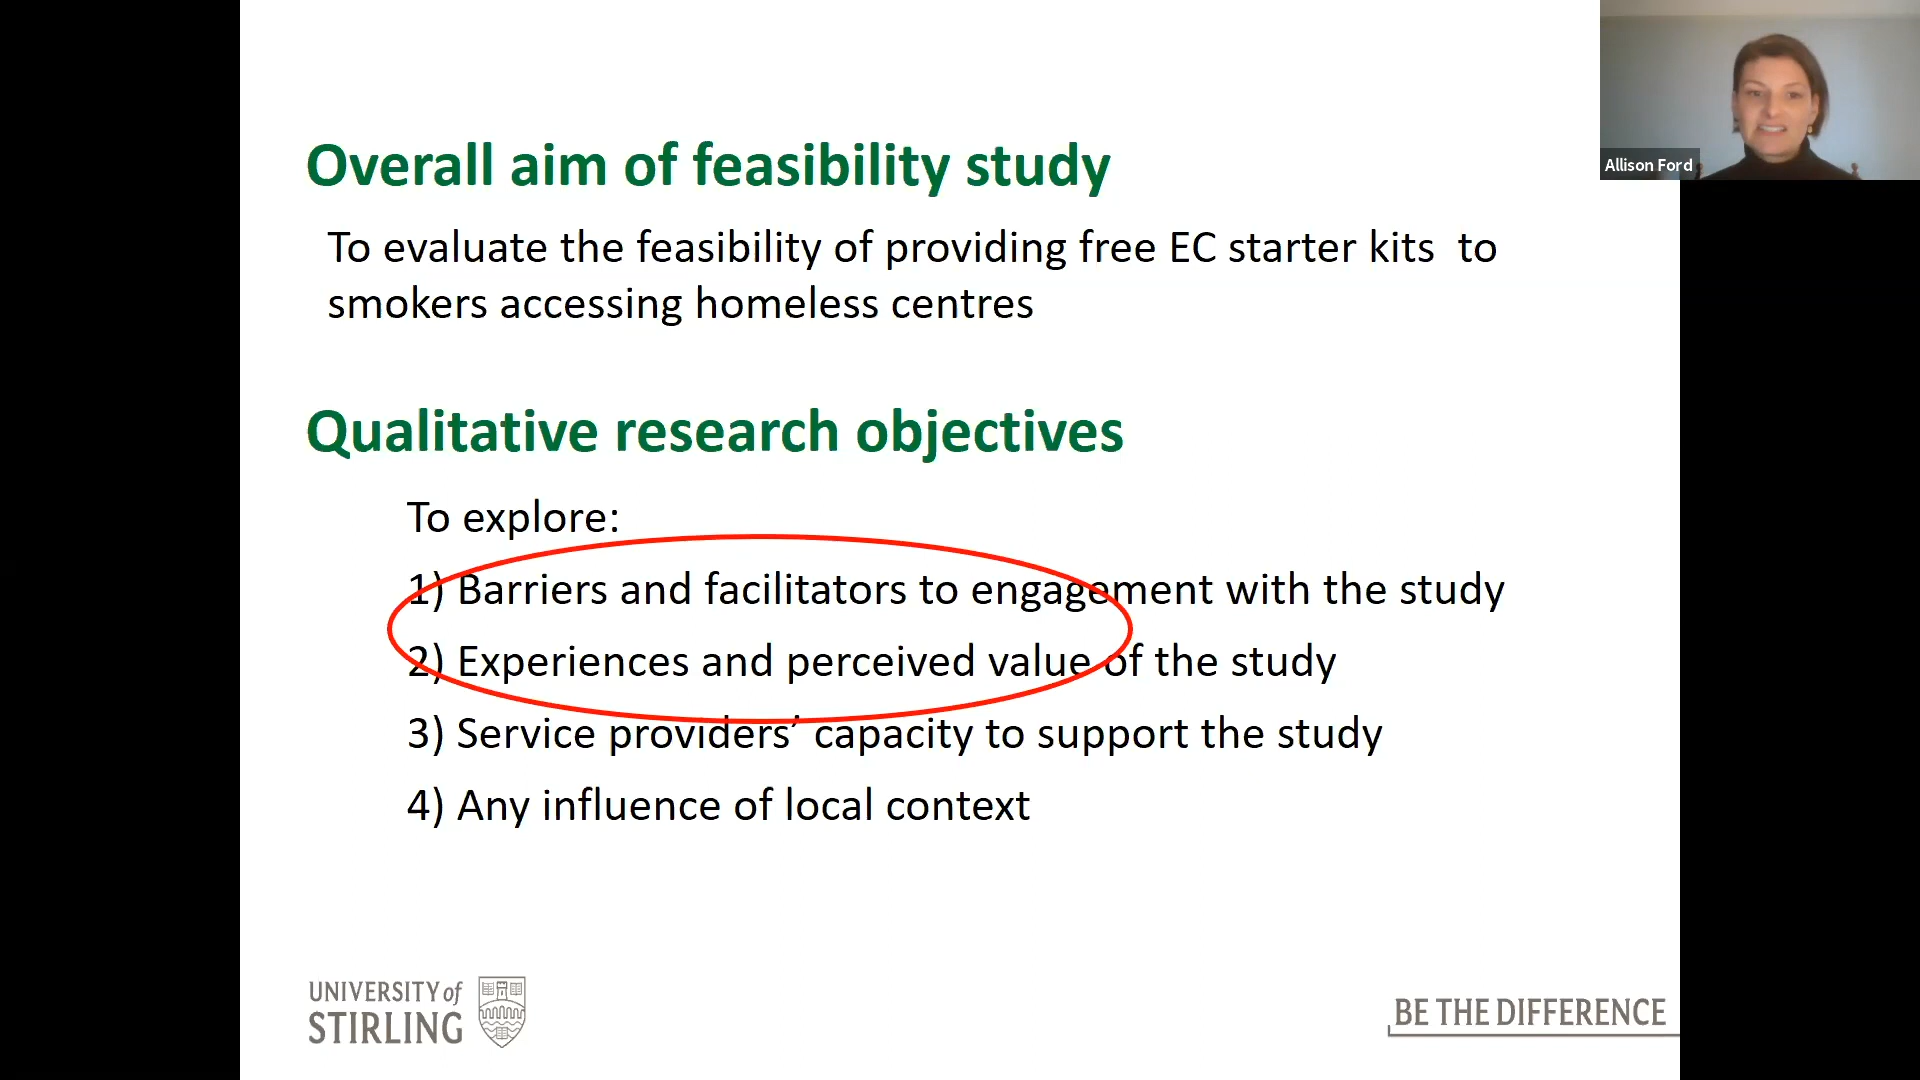 Allison Ford
Overall aim of feasibility study
To evaluate the feasibility of providing free EC starter kits to
smokers accessing homeless centres
Qualitative research objectives
To explore:
1) Barriers and facilitators to engagement with the study
2) Experiences and perceived value of the study
3) Service providers’ capacity to support the study
4) Any influence of local context
UNIVERSITY of
STIRLING
BE THE DIFFERENCE